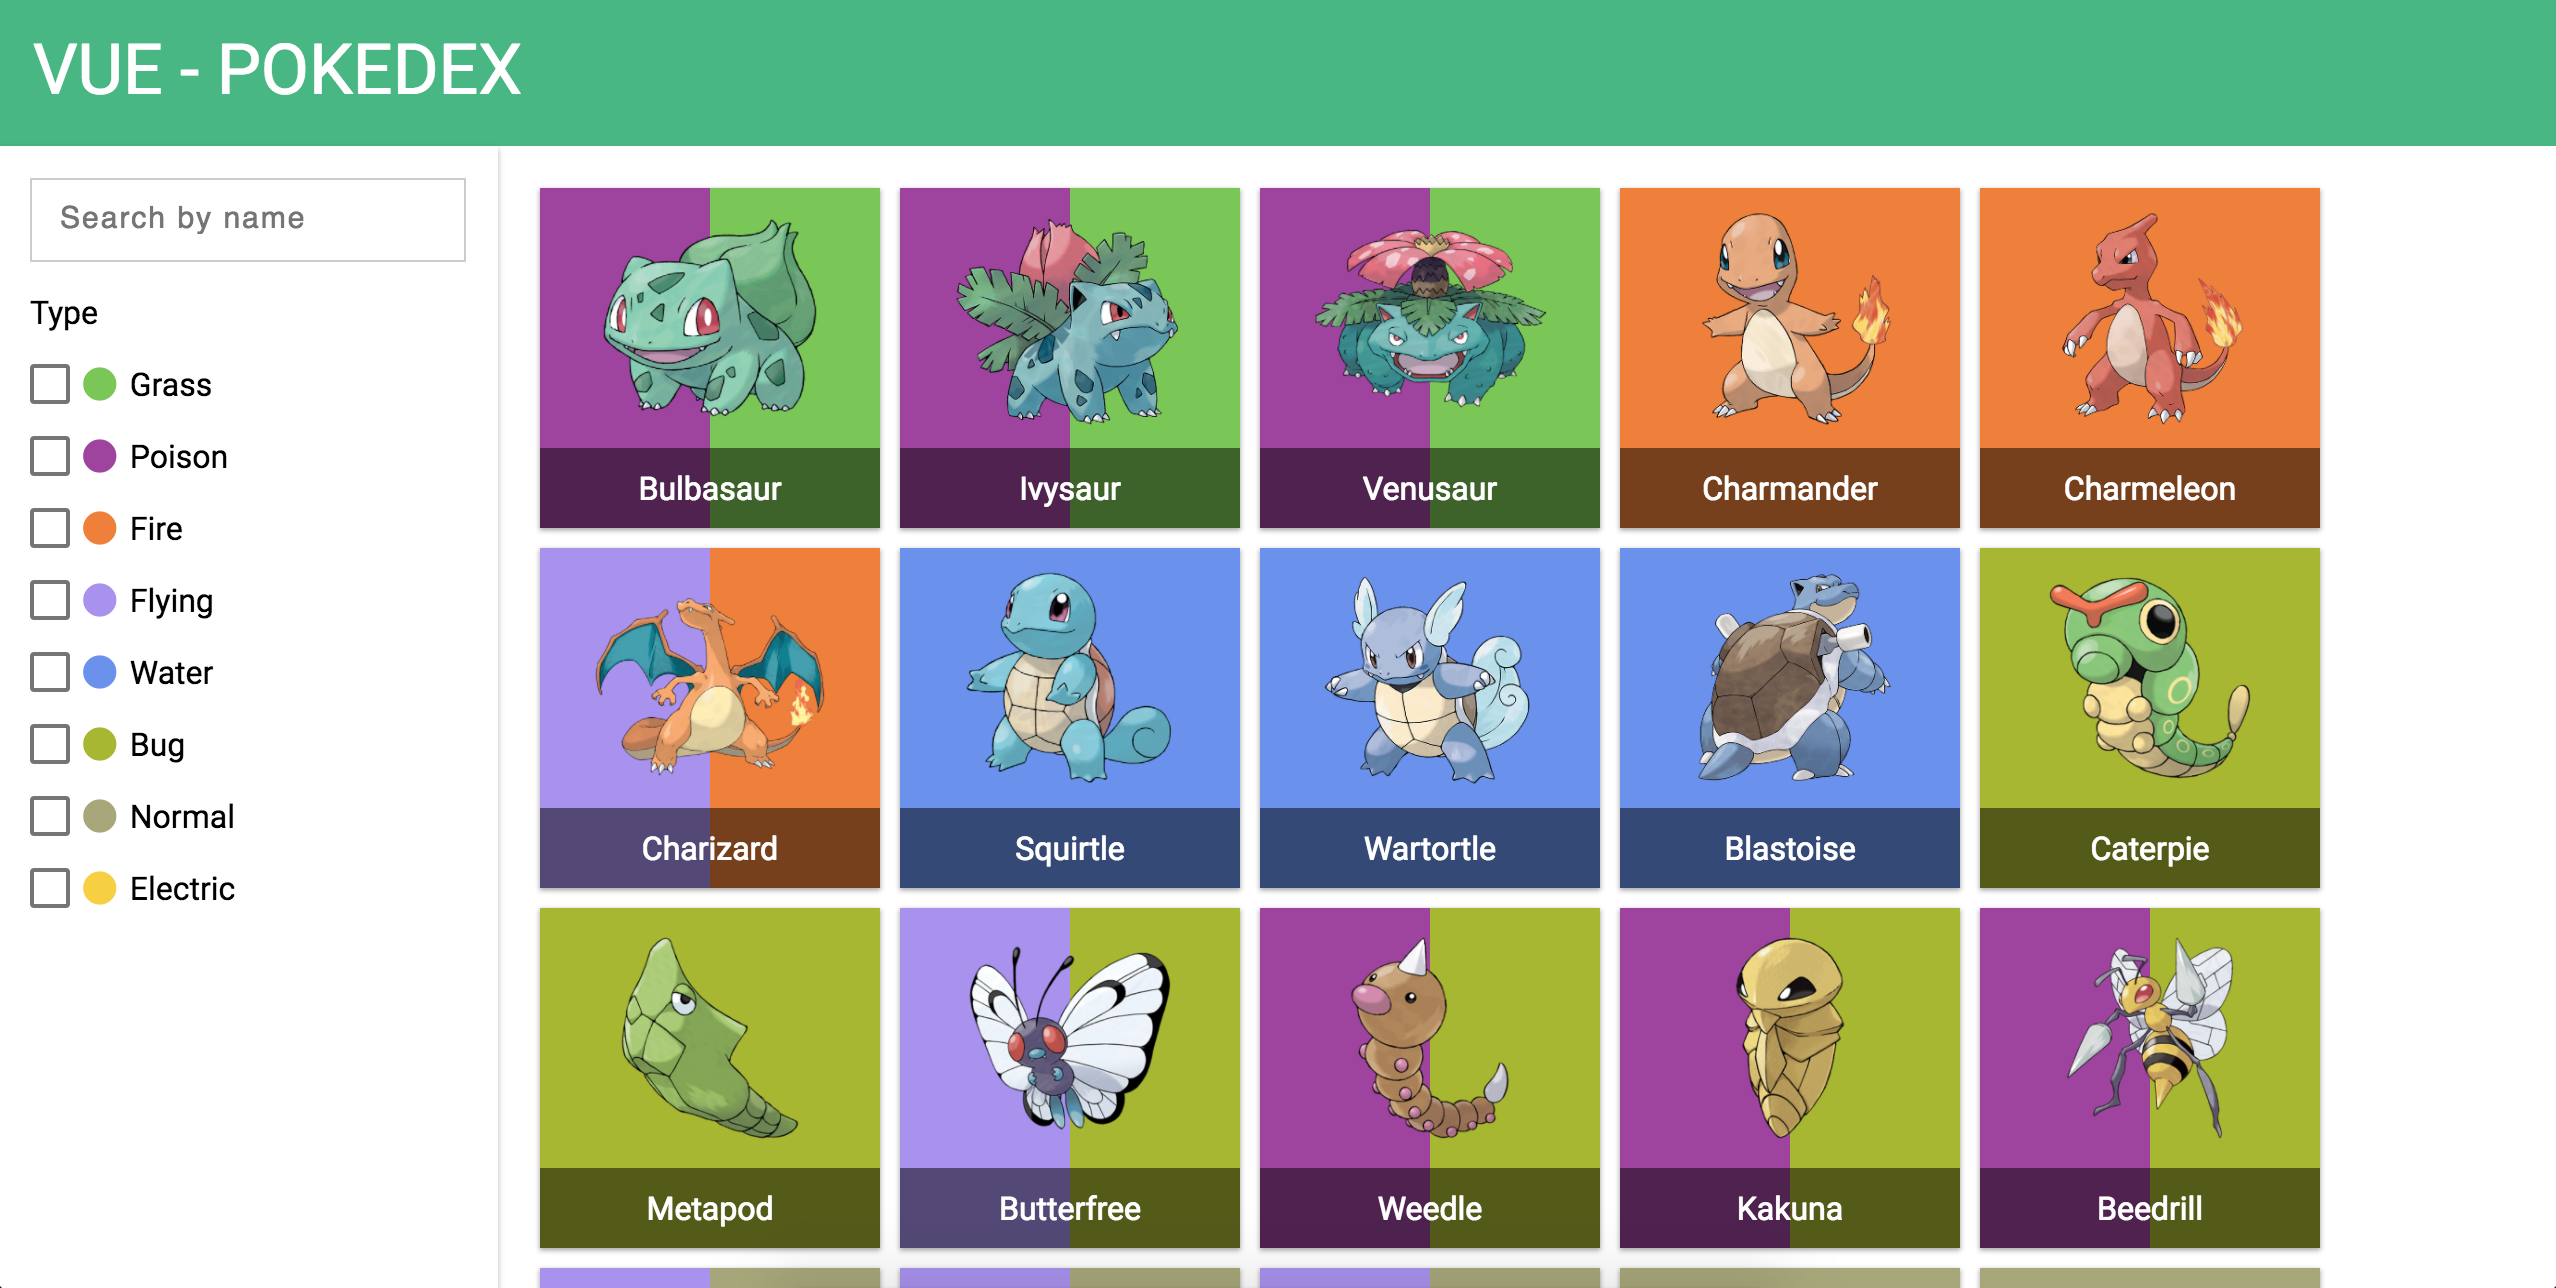 VUE - POKEDEX
Search by name
Type
Grass
Poison
Fire
Flying
Water
Bug
Normal
Electric
Bulbasaur
Ivysaur
Venusaur
Charmander
Charmeleon
Charizard
Squirtle
Wartortle
Blastoise
Caterpie
Metapod
Butterfree
Weedle
Kakuna
Beedrill